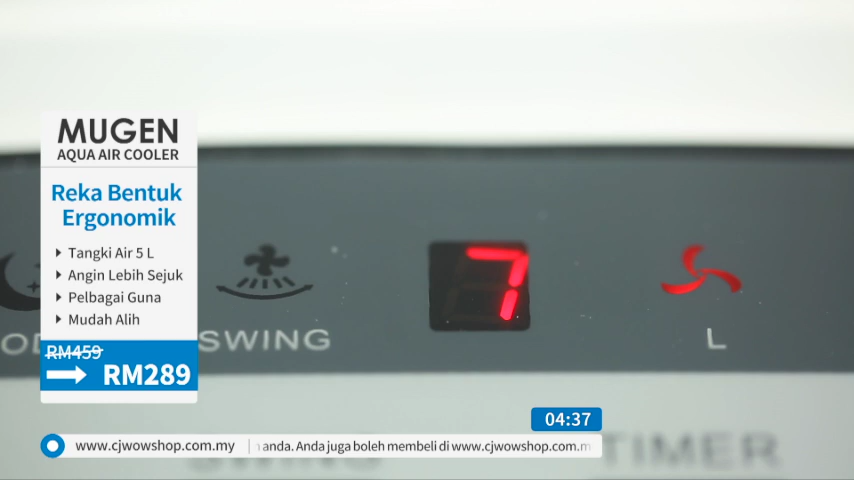 MUGEN
AQUA AIR COOLER
Reka Bentuk
Ergonomik
Tangki Air 5 L
Angin Lebih Sejuk
Pelbagai Guna
Mudah Alih
RM459
RM289
SWING
7
L
04:37
www.cjwowshop.com.my
anda. Anda juga boleh membeli di www.cjwowshop.com.m
SWING
TIMER